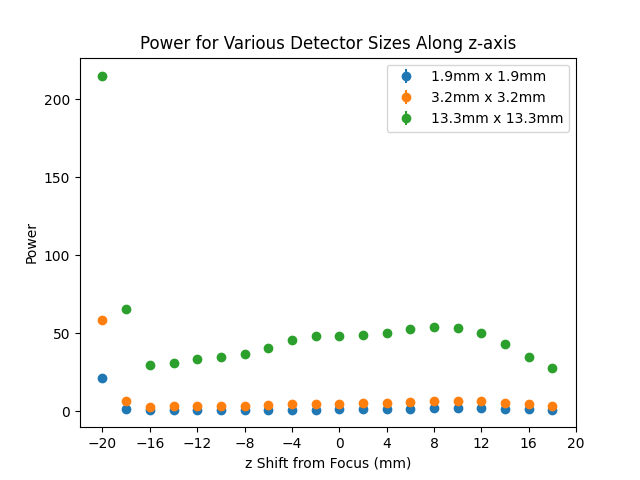 Power for Various Detector Sizes Along z-axis
1.9mm x 1.9mm
3.2mm x 3.2mm
13.3mm x 13.3mm
200
150
100
50
0
Power
−20 −16 −12 −8 −4 0 4 8 12 16 20
z Shift from Focus (mm)